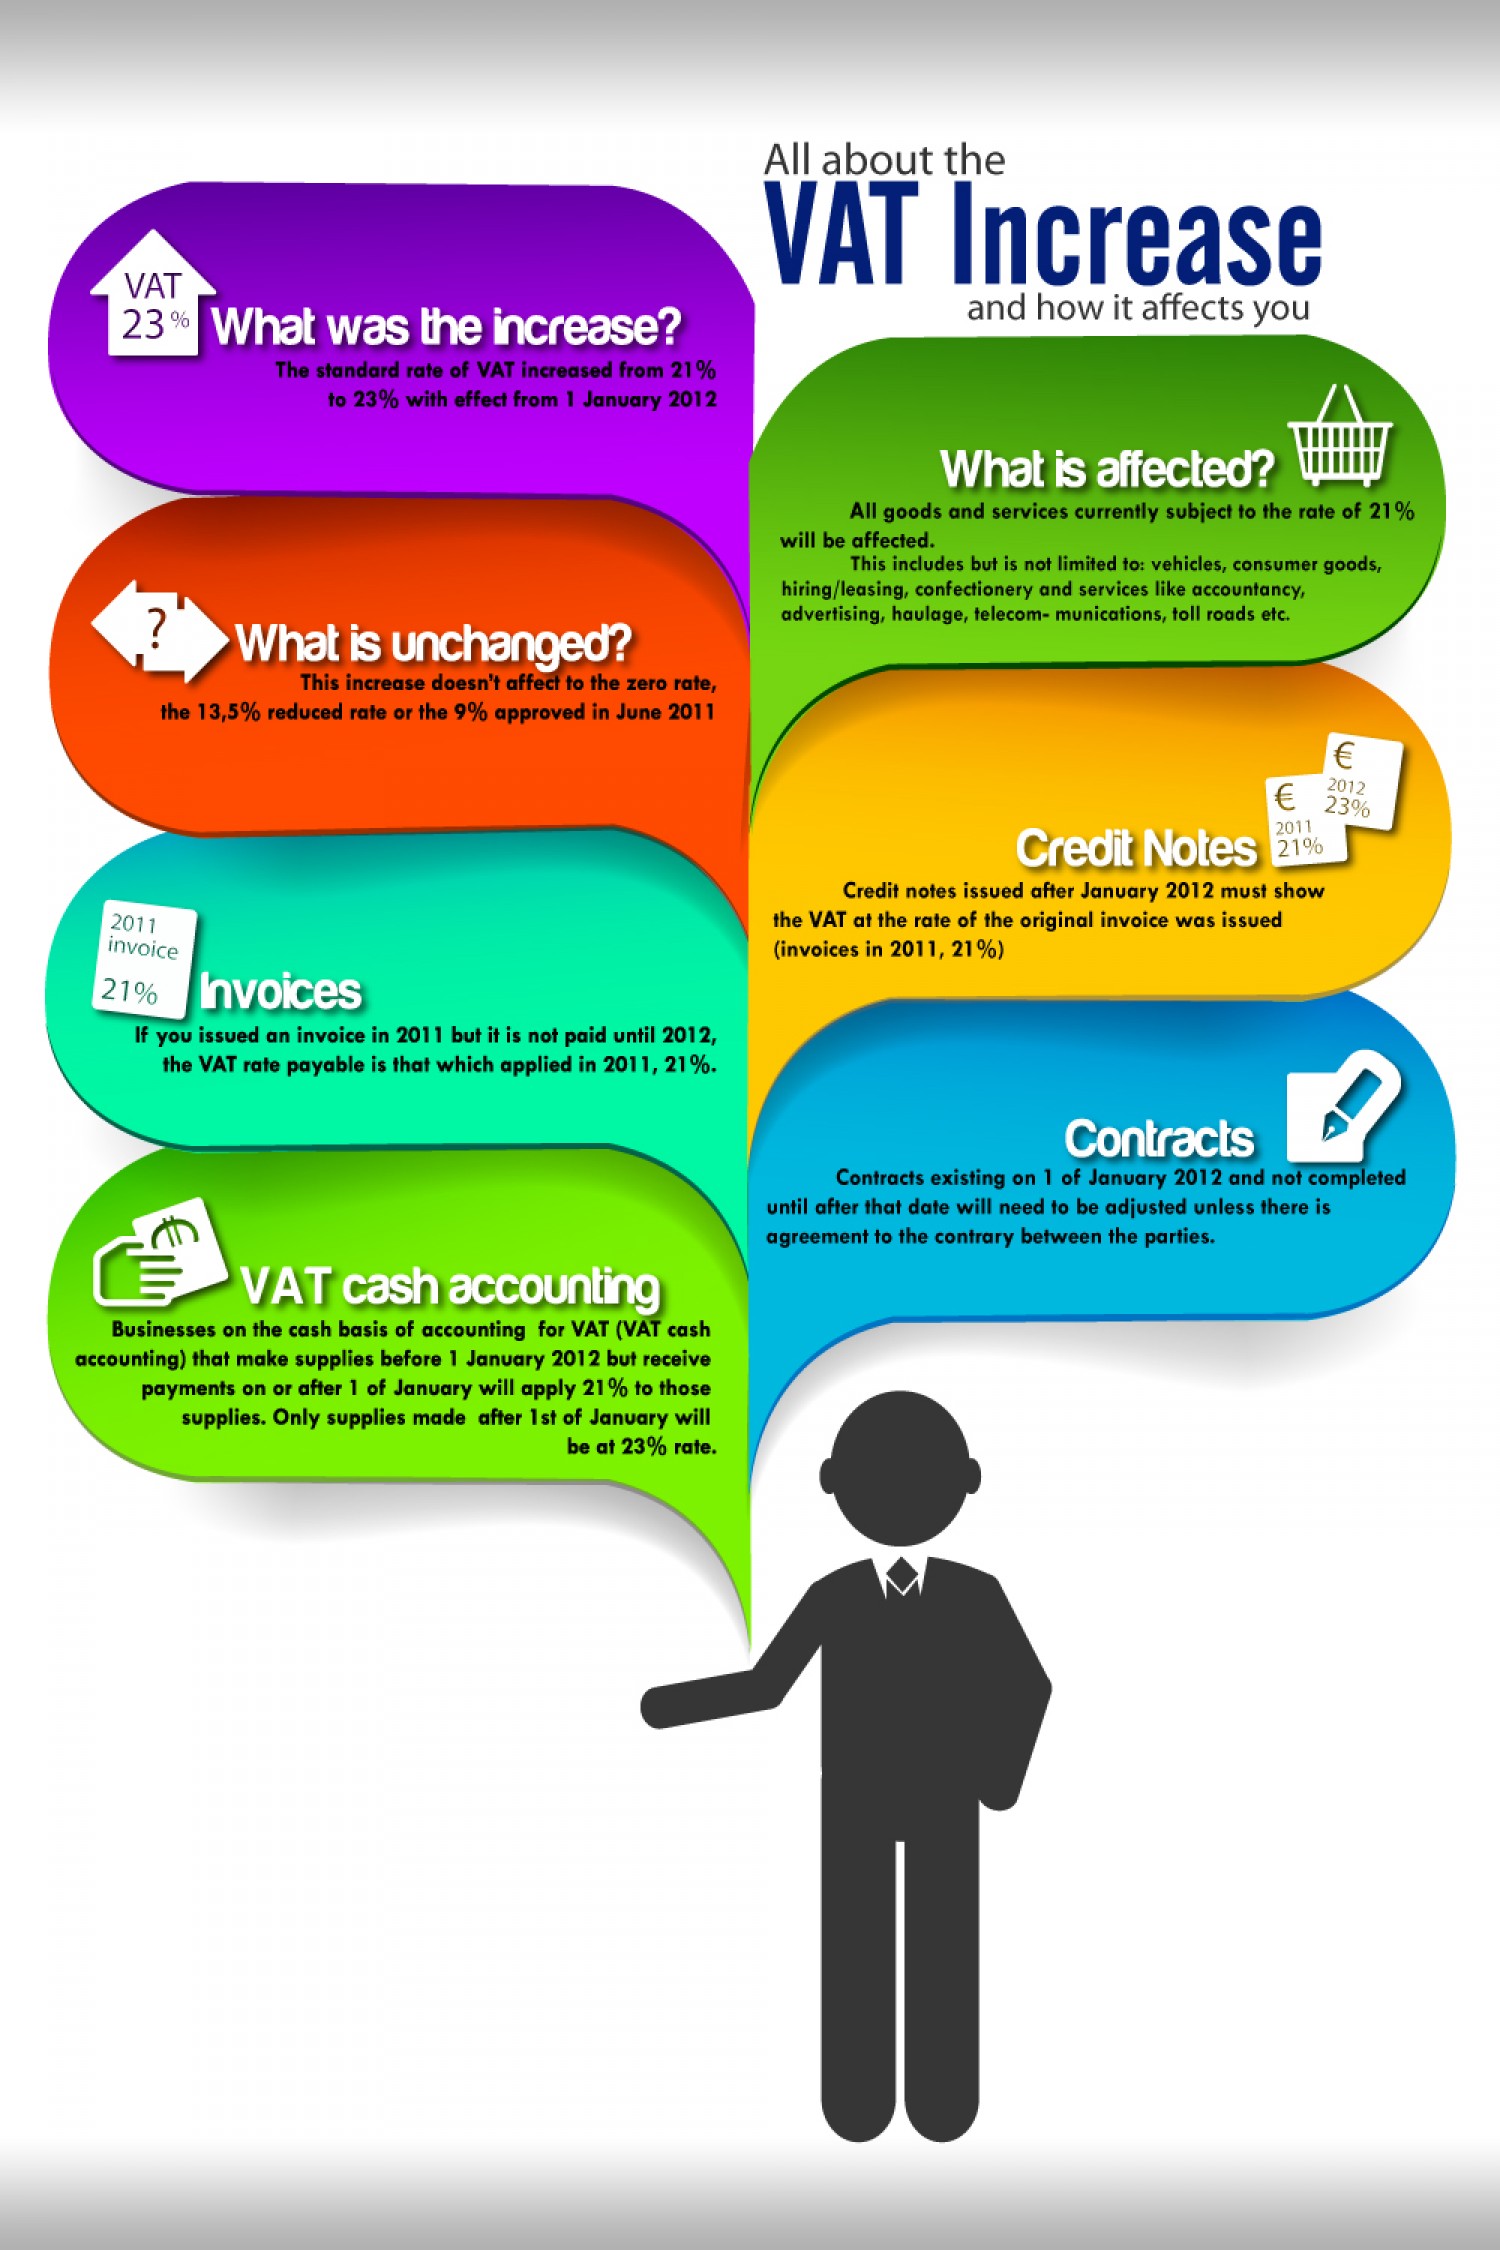 All about the
VAT Increase
and how it affects you
VAT
23 %
What was the increase?
The standard rate of VAT increased from 21%
to 23% with effect from 1 January 2012
What is affected?
All goods and services currently subject to the rate of 21%
will be affected.
This includes but is not limited to: vehicles, consumer goods,
hiring/leasing, confectionery and services like accountancy,
advertising, haulage, telecom- munications, toll roads etc.
?
What is unchanged?
This increase doesn't affect to the zero rate,
the 13,5% reduced rate or the 9% approved in June 2011
€
2012
23%
€
2011
21%
Credit Notes
Credit notes issued after January 2012 must show
the VAT at the rate of the original invoice was issued
(invoices in 2011, 21%)
2011
invoice
21%
Invoices
If you issued an invoice in 2011 but it is not paid until 2012,
the VAT rate payable is that which applied in 2011, 21%.
Contracts
Contracts existing on 1 of January 2012 and not completed
until after that date will need to be adjusted unless there is
agreement to the contrary between the parties.
€
VAT cash accounting
Businesses on the cash basis of accounting for VAT (VAT cash
accounting) that make supplies before 1 January 2012 but receive
payments on or after 1 of January will apply 21% to those
supplies. Only supplies made after 1st of January will
be at 23% rate.